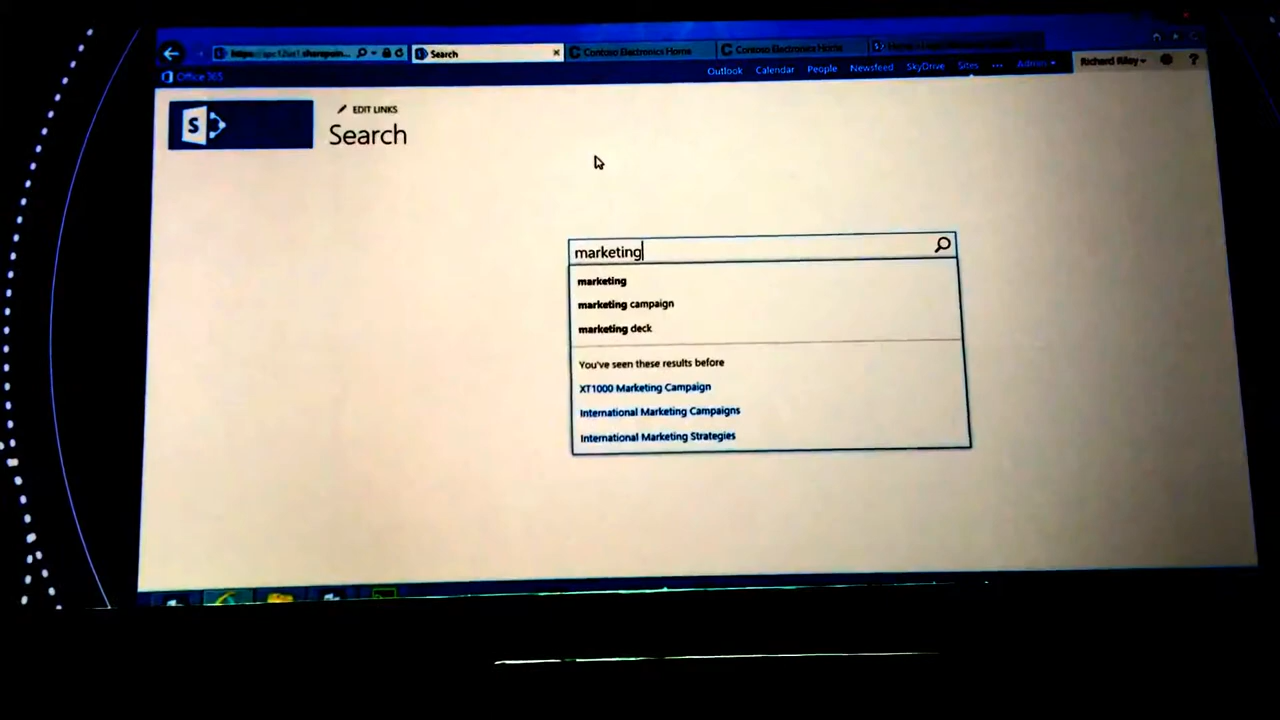 Search
Contoso Electronics Home
Contoso Electronics Home
Office 365
Outlook Calendar People Newsfeed SkyDrive Sites ... Admin
Richard Riley
?
S
EDIT LINKS
Search
marketing
marketing
marketing campaign
marketing deck
You've seen these results before
XT1000 Marketing Campaign
International Marketing Campaigns
International Marketing Strategies